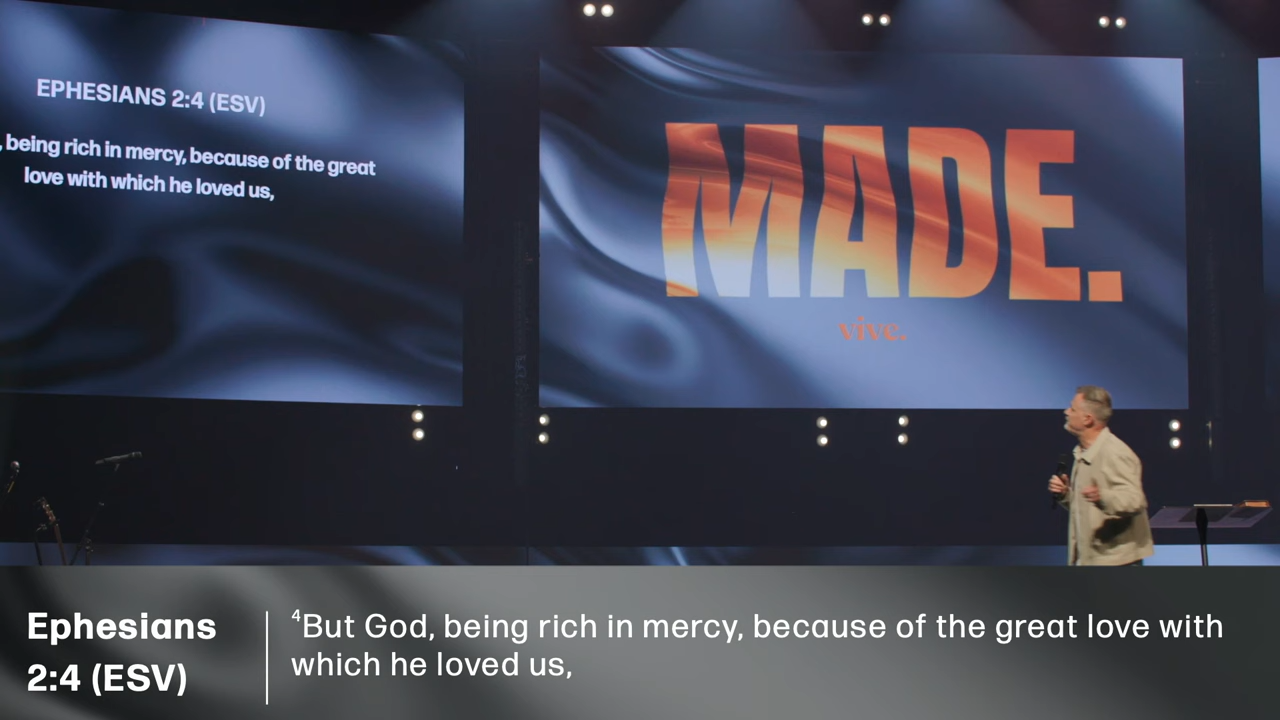 EPHESIANS 2:4 (ESV)
, being rich in mercy, because of the great
love with which he loved us,
MADE.
vive.
Ephesians
2:4 (ESV)
⁴But God, being rich in mercy, because of the great love with
which he loved us,